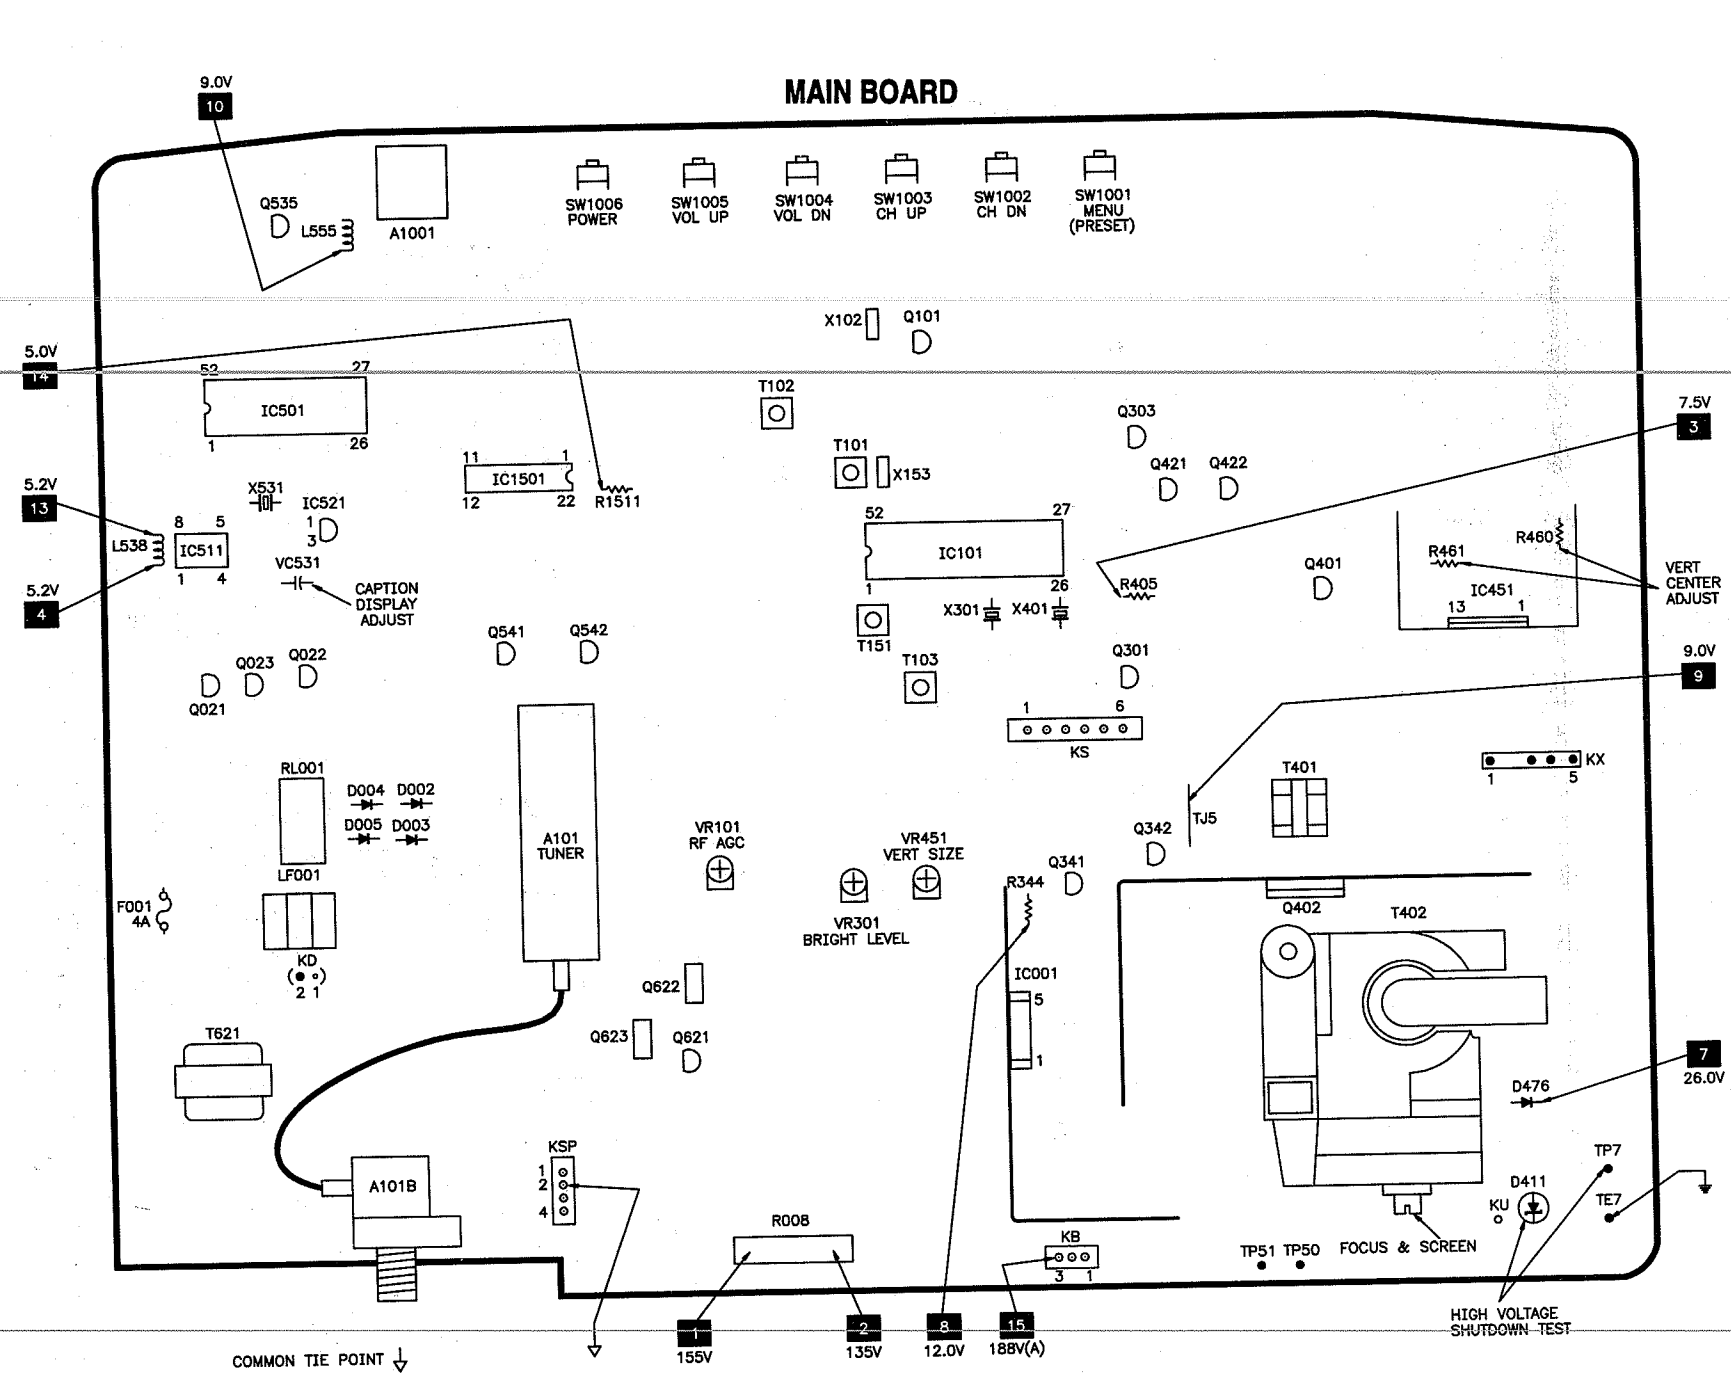 MAIN BOARD
9.0V
10
Q535
L555
A1001
SW1006
POWER
SW1005
VOL UP
SW1004
VOL DN
SW1003
CH UP
SW1002
CH DN
SW1001
MENU
(PRESET)
X102
Q101
5.0V
14
52
27
IC501
1
26
T102
Q303
7.5V
3
11
1
IC1501
12
22
R1511
T101
X153
Q421
Q422
5.2V
13
X531
IC521
1
3
L538
8
5
IC511
1
4
52
27
IC101
1
26
R460
R461
VERT
CENTER
ADJUST
IC451
13
1
Q401
R405
VC531
CAPTION
DISPLAY
ADJUST
5.2V
4
X301
X401
T151
Q541
Q542
Q023
Q022
Q021
T103
Q301
9.0V
9
1
6
KS
KX
1
5
T401
TJ5
RL001
D004
D002
D005
D003
A101
TUNER
VR101
RF AGC
VR451
VERT SIZE
Q342
Q341
R344
LF001
F001
4A
VR301
BRIGHT LEVEL
Q402
T402
KD
2 1
Q622
IC001
5
1
Q623
Q621
T621
7
26.0V
D476
KSP
1
2
4
A101B
TP7
TE7
D411
KU
R008
KB
3
1
TP51 TP50
FOCUS & SCREEN
HIGH VOLTAGE
SHUTDOWN TEST
1
155V
2
135V
8
12.0V
15
188V(A)
COMMON TIE POINT